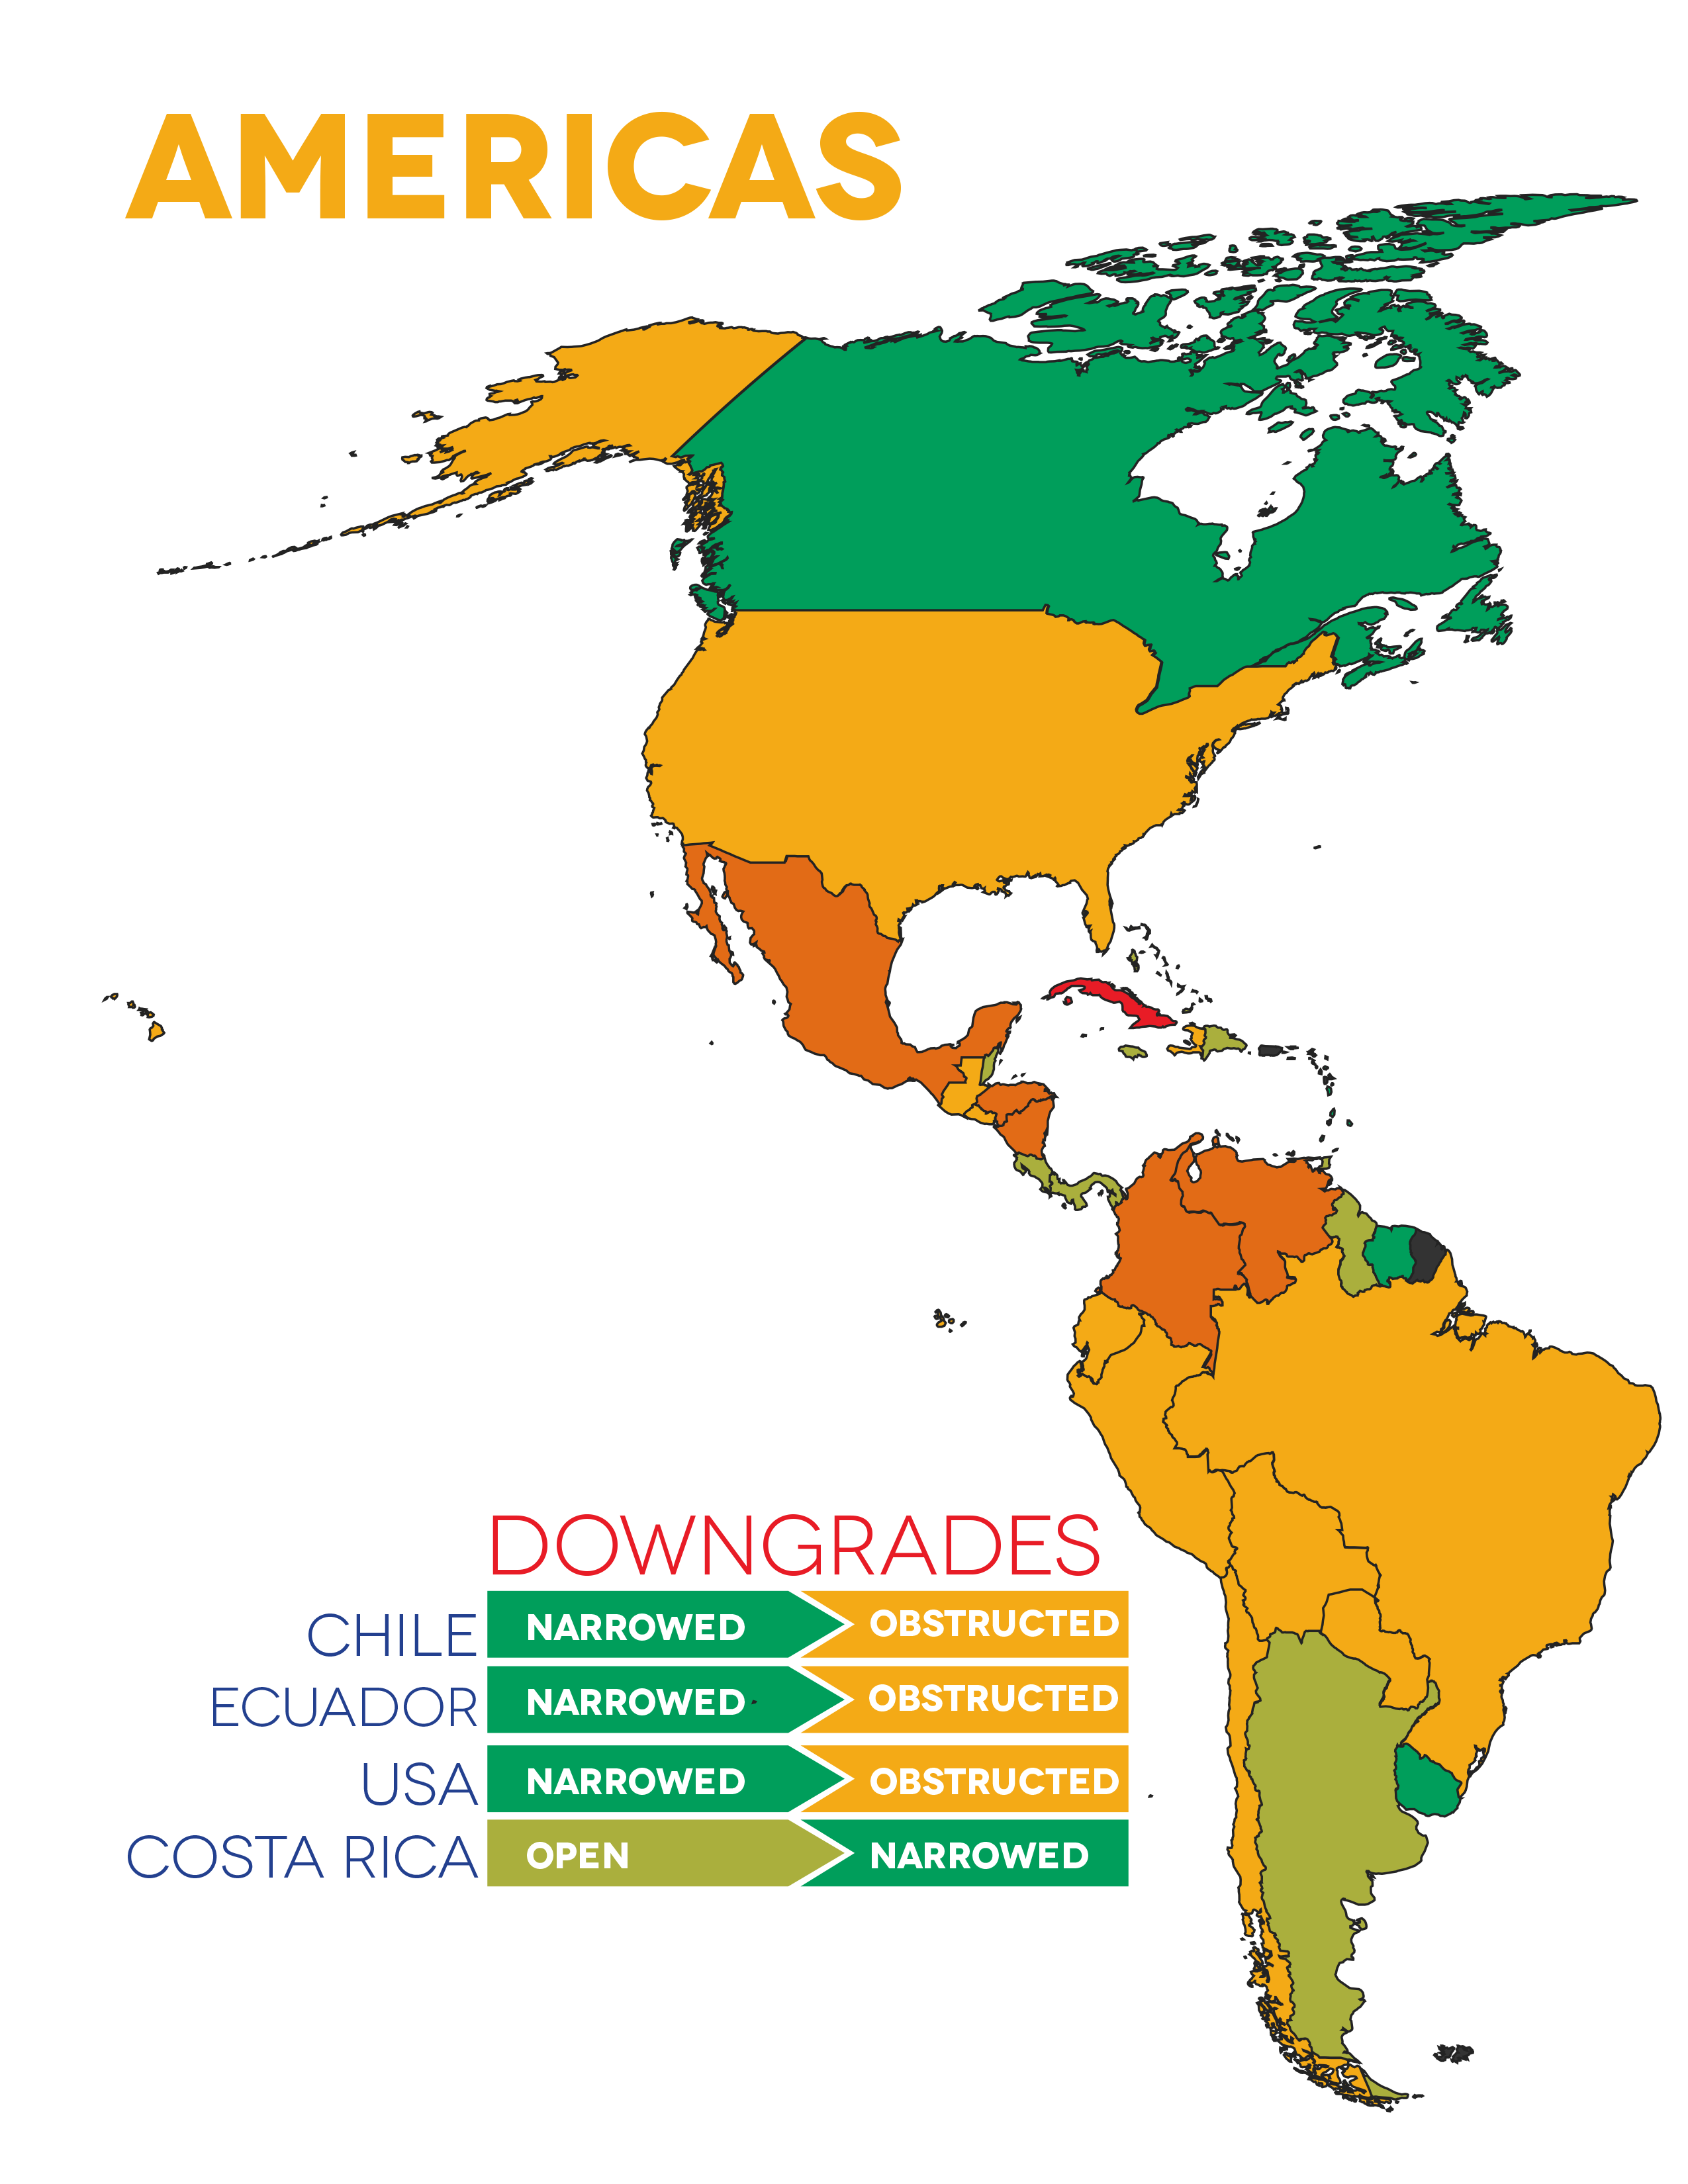 AMERICAS
DOWNGRADES
CHILE NARROWED OBSTRUCTED
ECUADOR NARROWED OBSTRUCTED
USA NARROWED OBSTRUCTED
COSTA RICA OPEN NARROWED